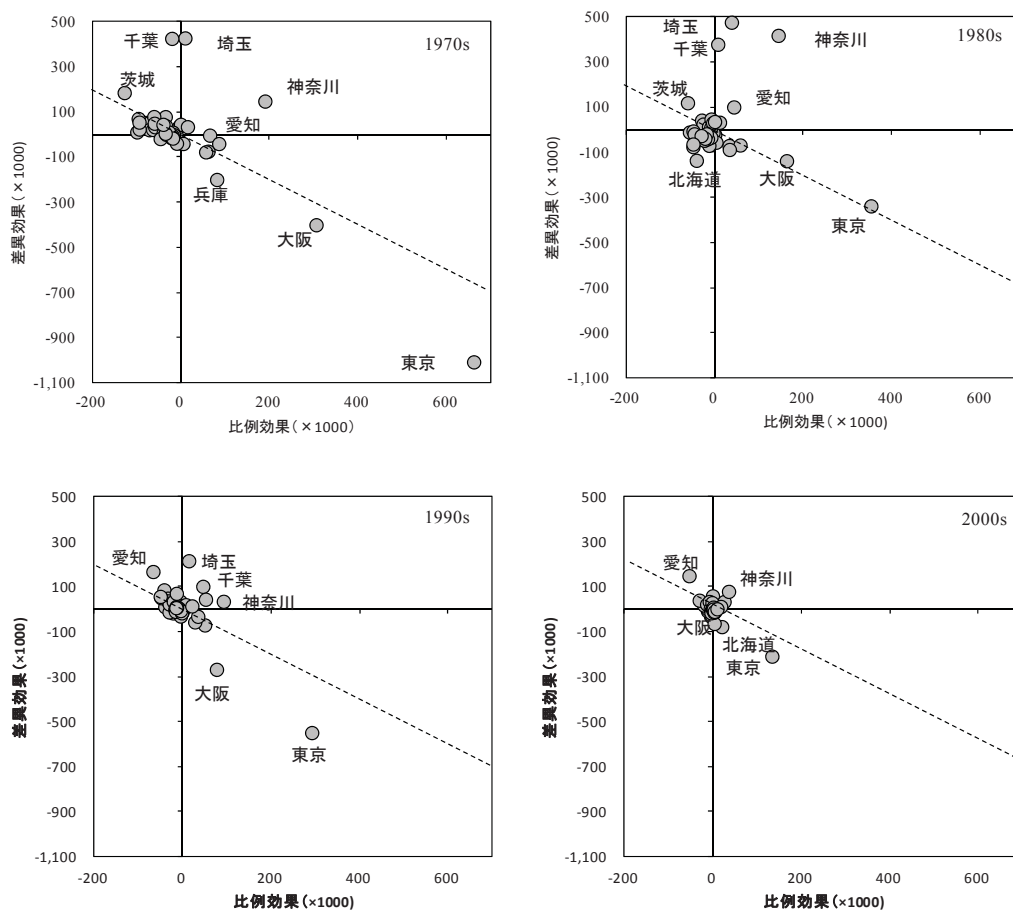 1970s
500
300
100
-100
-300
-500
-700
-900
-1,100
-200
0
200
400
600
差異効果(×1000)
比例効果(×1000)
千葉
埼玉
茨城
神奈川
愛知
兵庫
大阪
東京
1980s
500
300
100
-100
-300
-500
-700
-900
-1,100
-200
0
200
400
600
差異効果(×1000)
比例効果(×1000)
埼玉
千葉
神奈川
茨城
愛知
北海道
大阪
東京
1990s
500
300
100
-100
-300
-500
-700
-900
-1,100
-200
0
200
400
600
差異効果(×1000)
比例効果(×1000)
愛知
埼玉
千葉
神奈川
大阪
東京
2000s
500
300
100
-100
-300
-500
-700
-900
-1,100
-200
0
200
400
600
差異効果(×1000)
比例効果(×1000)
愛知
神奈川
大阪
北海道
東京